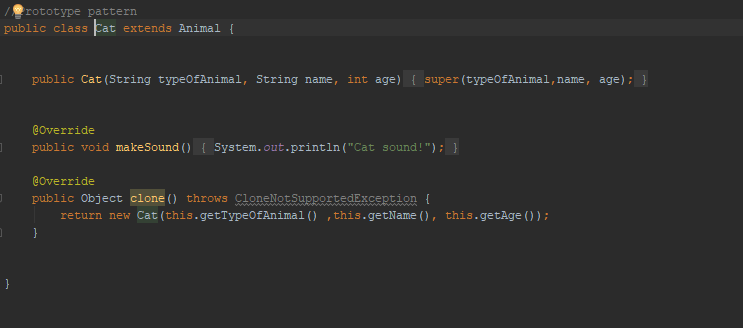 //rototype pattern
public class Cat extends Animal {
public Cat(String typeOfAnimal, String name, int age) { super(typeOfAnimal,name, age); }
@Override
public void makeSound() { System.out.println("Cat sound!"); }
@Override
public Object clone() throws CloneNotSupportedException {
return new Cat(this.getTypeOfAnimal() ,this.getName(), this.getAge());
}
}